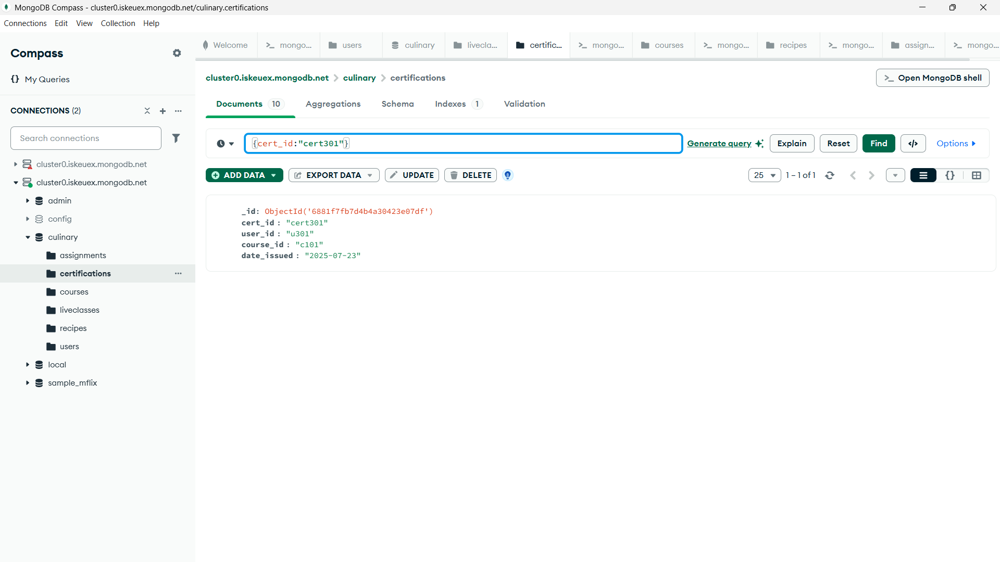 MongoDB Compass - cluster0.iskeuex.mongodb.net/culinary.certifications
Connections Edit View Collection Help
Welcome mongo... users culinary livecla... certific... mongo... courses mongo... recipes mongo... assign... mongo...
Compass
My Queries
CONNECTIONS (2)
Search connections
cluster0.iskeuex.mongodb.net
cluster0.iskeuex.mongodb.net
admin
config
culinary
assignments
certifications
courses
liveclasses
recipes
users
local
sample_mflix
cluster0.iskeuex.mongodb.net culinary certifications
>_ Open MongoDB shell
Documents 10 Aggregations Schema Indexes 1 Validation
{cert_id:"cert301"}
Generate query Explain Reset Find </> Options
ADD DATA EXPORT DATA UPDATE DELETE 25 1 – 1 of 1 {}
_id: ObjectId('6881f7fb7d4b4a30423e07df')
cert_id : "cert301"
user_id : "u301"
course_id : "c101"
date_issued : "2025-07-23"